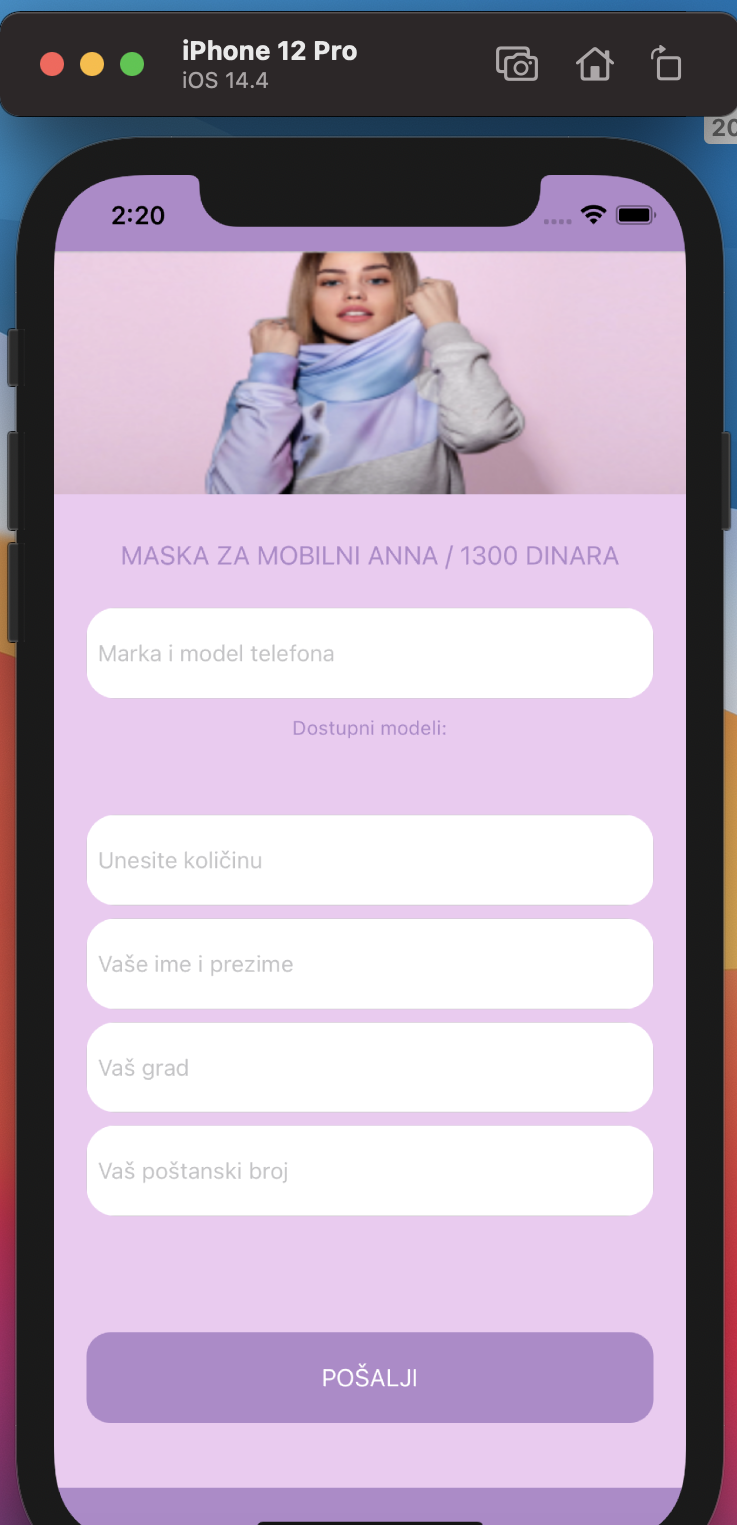 iPhone 12 Pro
iOS 14.4
20
2:20
MASKA ZA MOBILNI ANNA / 1300 DINARA
Marka i model telefona
Dostupni modeli:
Unesite količinu
Vaše ime i prezime
Vaš grad
Vaš poštanski broj
POŠALJI